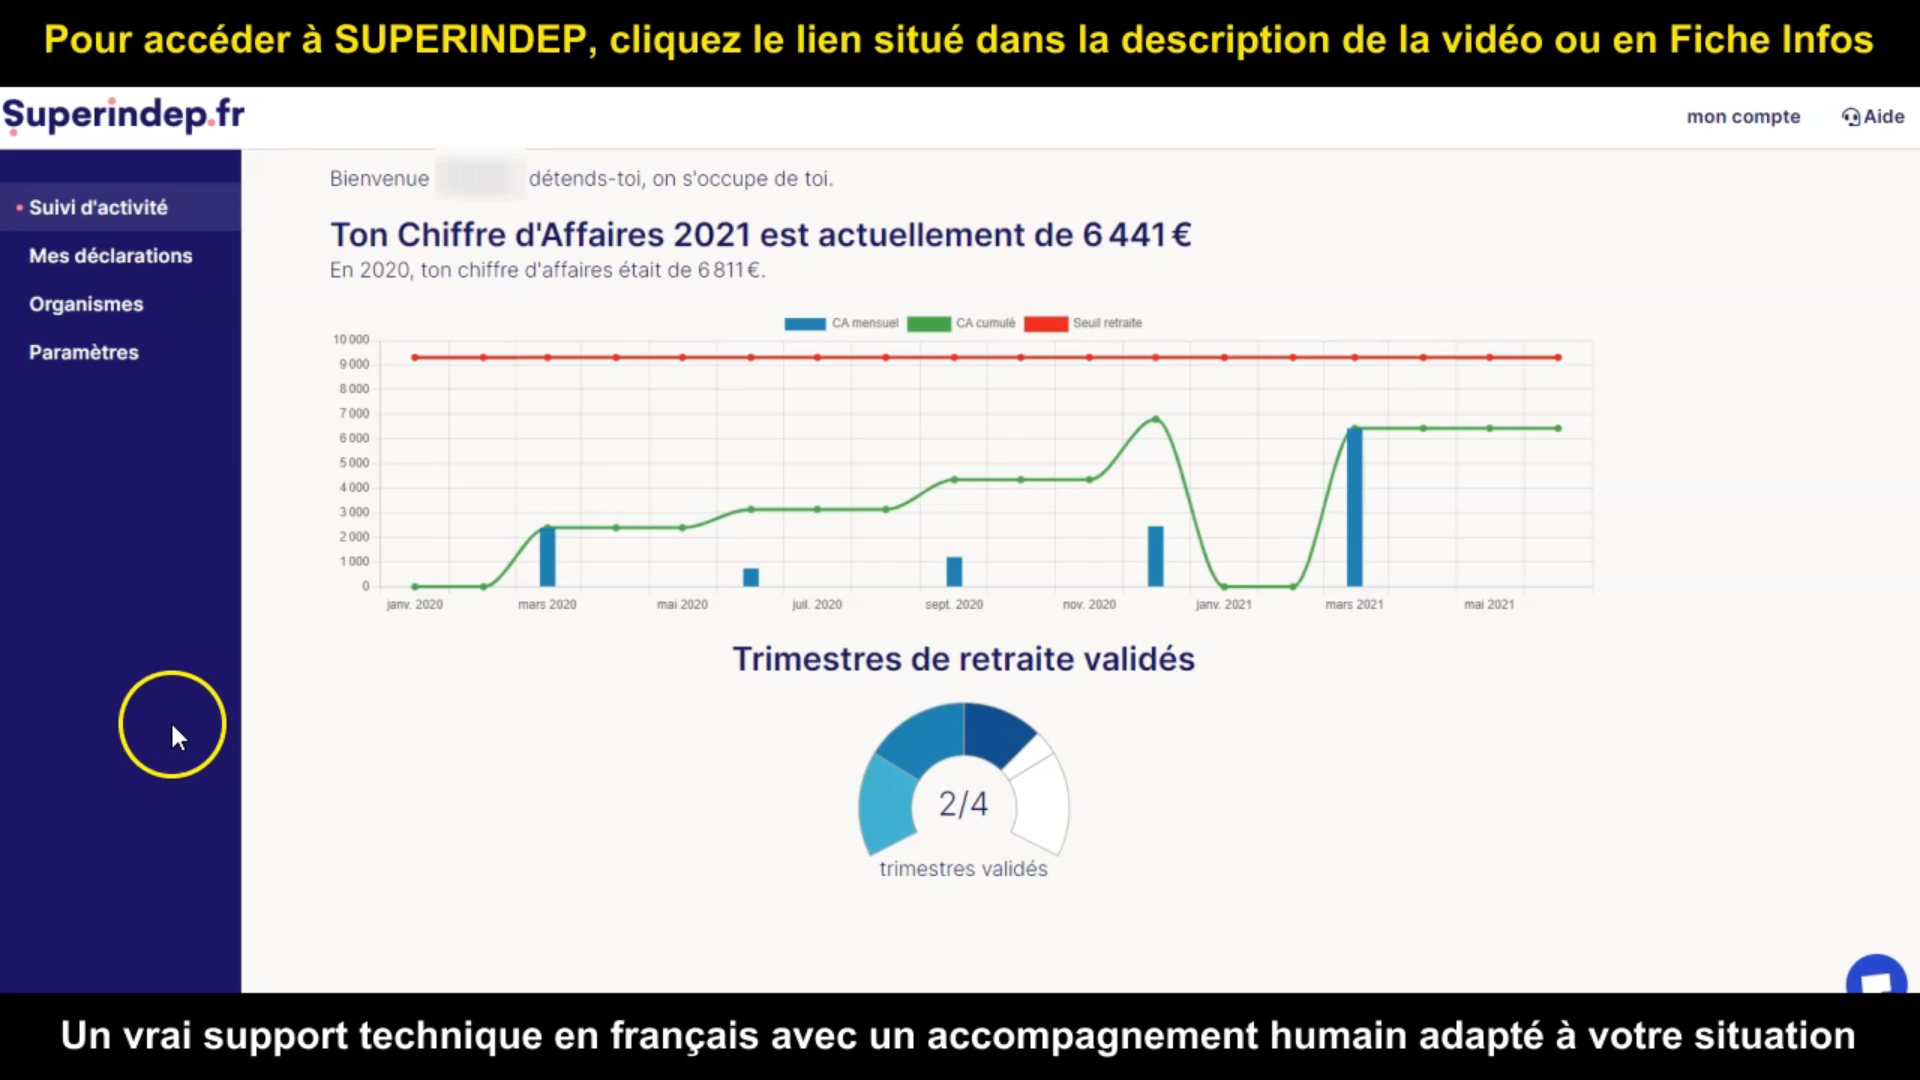 Pour accéder à SUPERINDEP, cliquez le lien situé dans la description de la vidéo ou en Fiche Infos
Superindep.fr
mon compte
Aide
Suivi d'activité
Mes déclarations
Organismes
Paramètres
Bienvenue détends-toi, on s'occupe de toi.
Ton Chiffre d'Affaires 2021 est actuellement de 6 441 €
En 2020, ton chiffre d'affaires était de 6 811 €.
CA mensuel CA cumulé Seuil retraite
10 000
9 000
8 000
7 000
6 000
5 000
4 000
3 000
2 000
1 000
0
janv. 2020 mars 2020 mai 2020 juil. 2020 sept. 2020 nov. 2020 janv. 2021 mars 2021 mai 2021
Trimestres de retraite validés
2/4
trimestres validés
Un vrai support technique en français avec un accompagnement humain adapté à votre situation